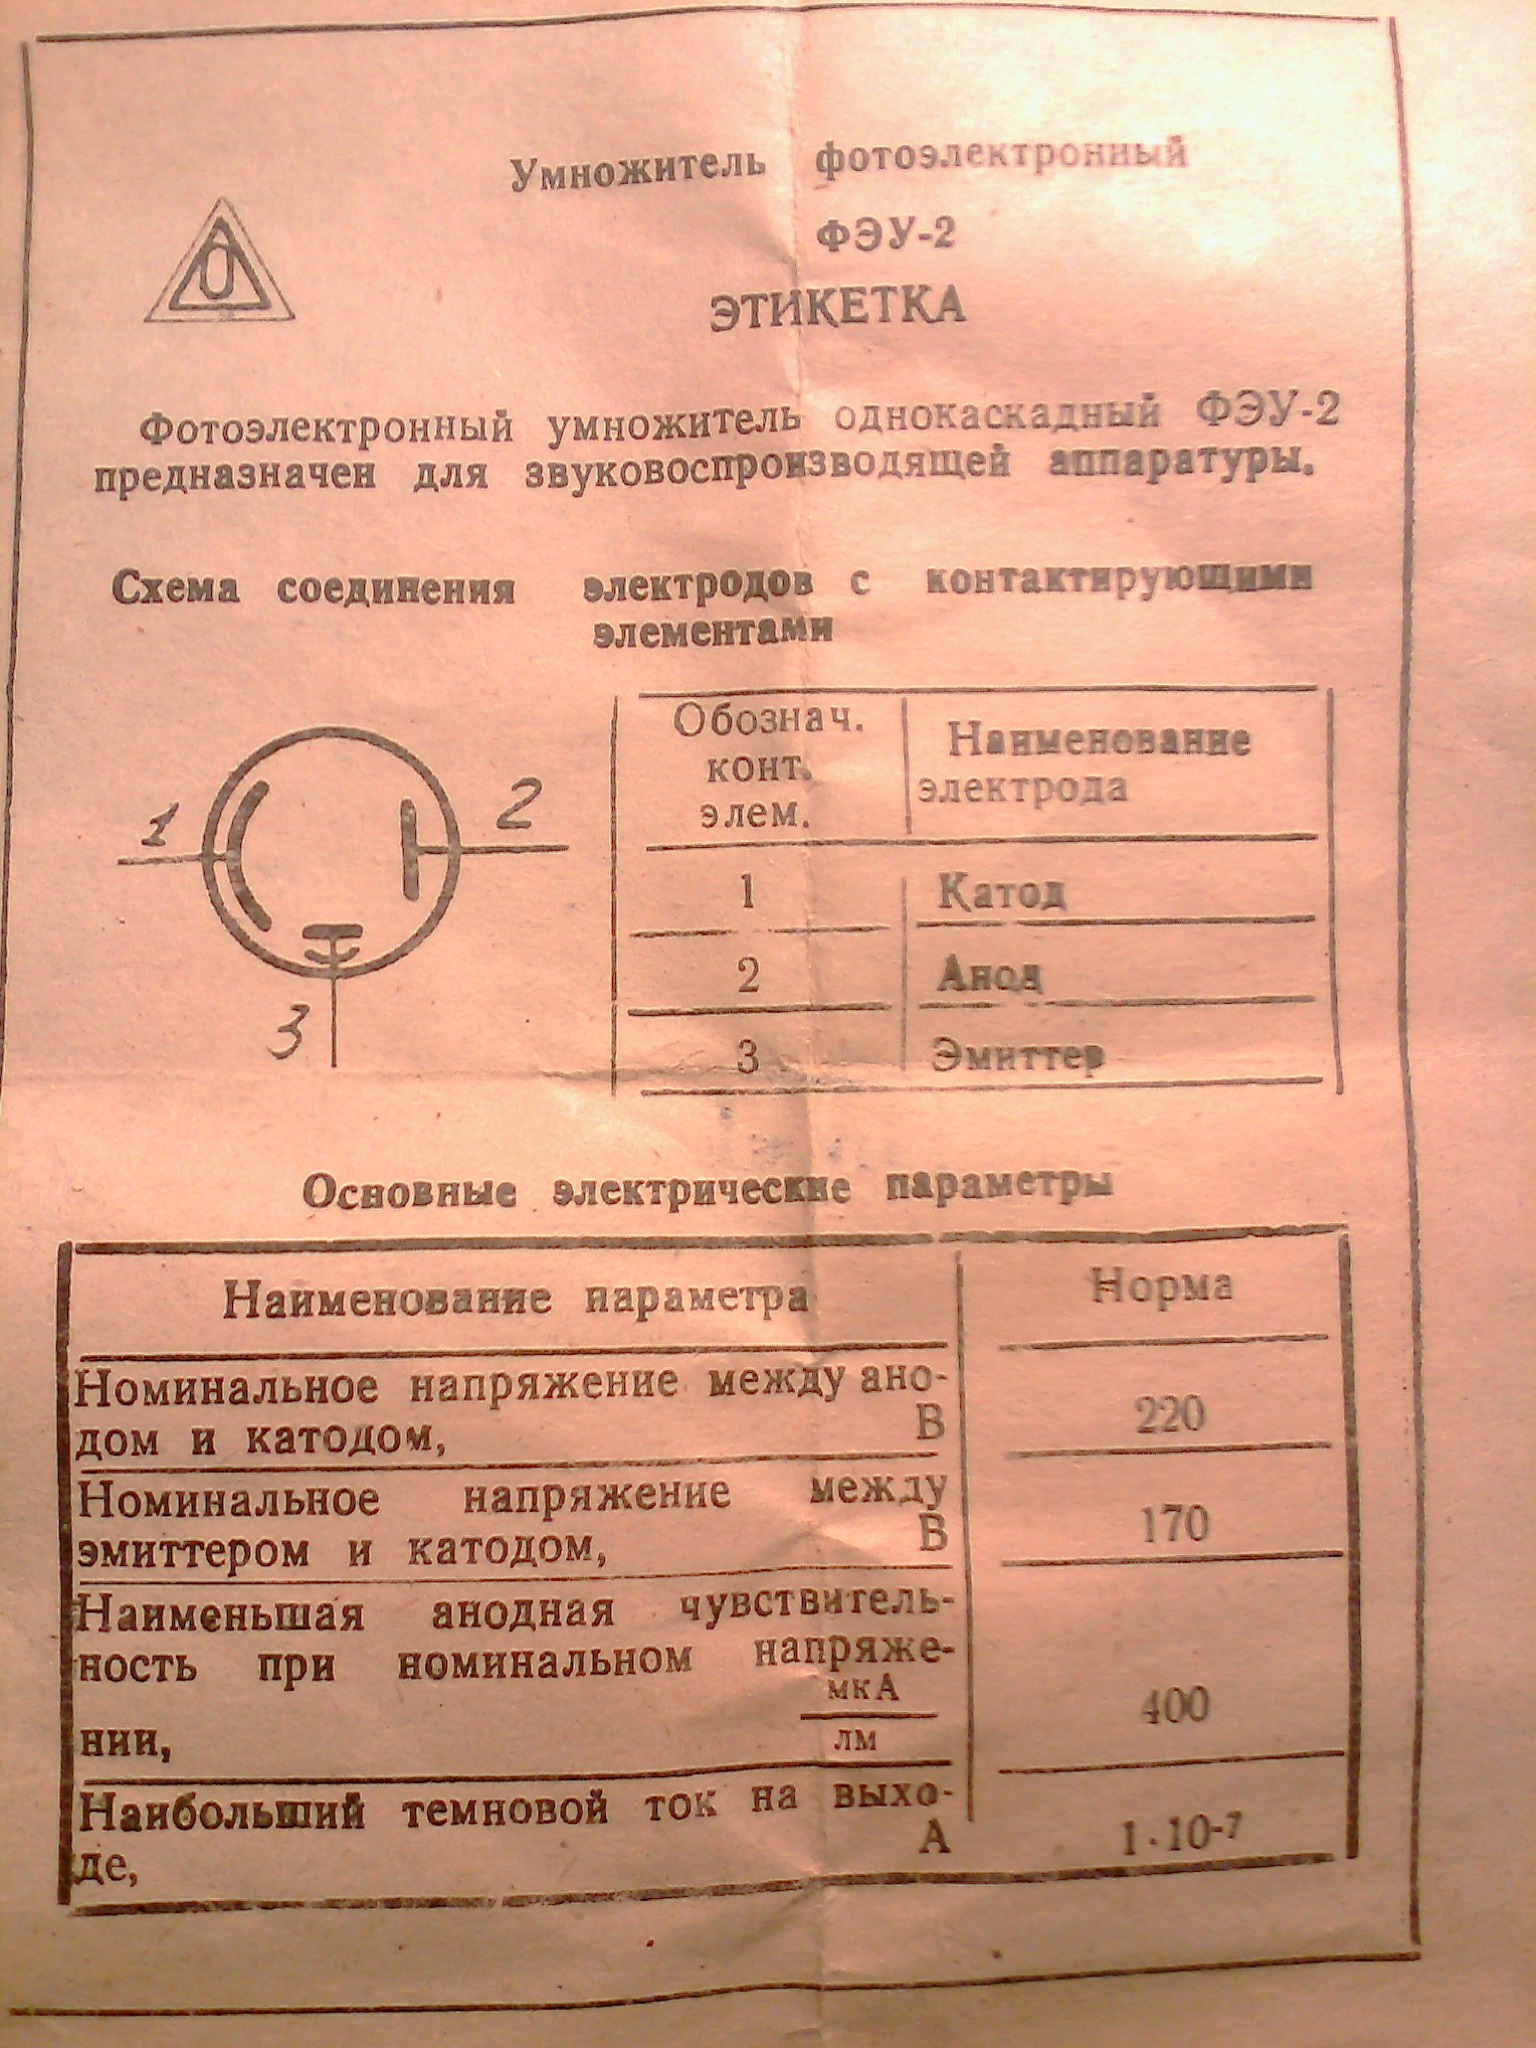 Умножитель фотоэлектронный
ФЭУ-2
ЭТИКЕТКА
Фотоэлектронный умножитель однокаскадный ФЭУ-2
предназначен для звуковоспроизводящей аппаратуры.
Схема соединения электродов с контактирующими
элементами
1
2
3
Обознач.
конт.
элем.
Наименование
электрода
1 Катод
2 Анод
3 Эмиттер
Основные электрические параметры
Наименование параметра Норма
Номинальное напряжение между ано-
дом и катодом, В 220
Номинальное напряжение между
эмиттером и катодом, В 170
Наименьшая анодная чувствитель-
ность при номинальном напряже-
нии, мкА/лм 400
Наибольший темновой ток на выхо-
де, А 1·10⁻⁷